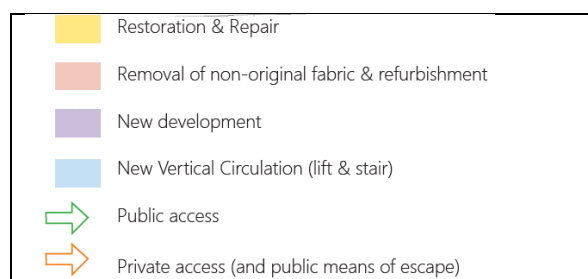 Restoration & Repair
Removal of non-original fabric & refurbishment
New development
New Vertical Circulation (lift & stair)
Public access
Private access (and public means of escape)